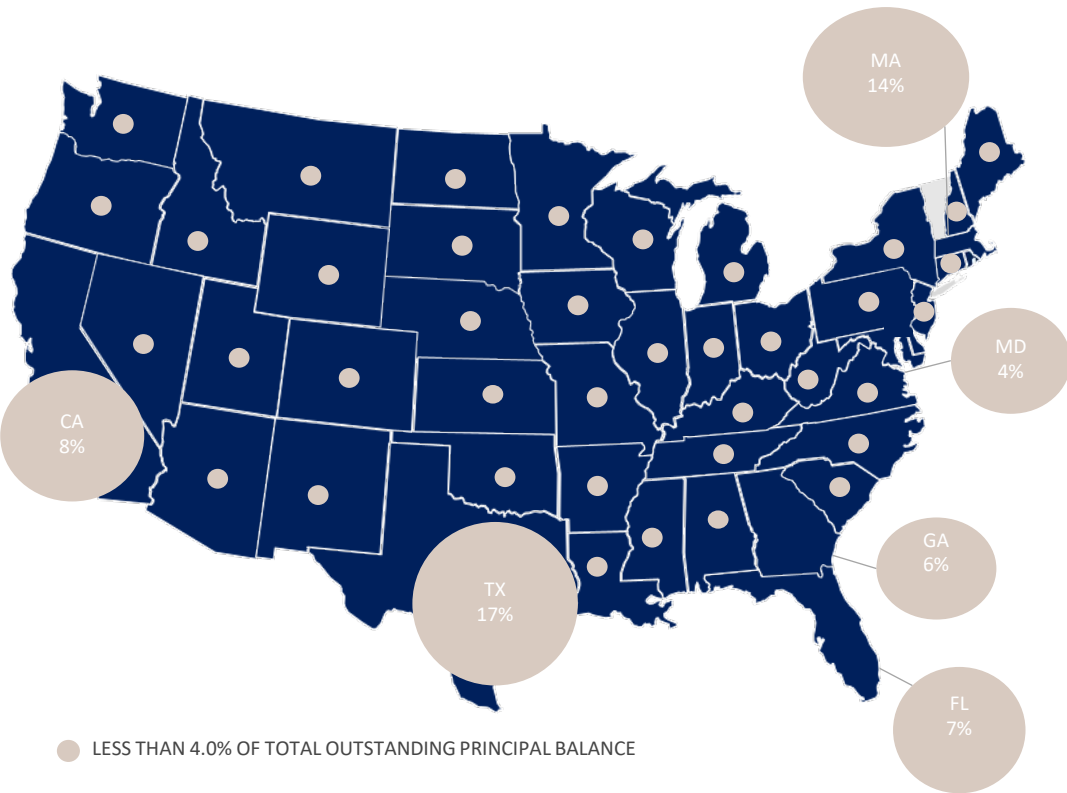 MA
14%
MD
4%
CA
8%
GA
6%
TX
17%
FL
7%
LESS THAN 4.0% OF TOTAL OUTSTANDING PRINCIPAL BALANCE